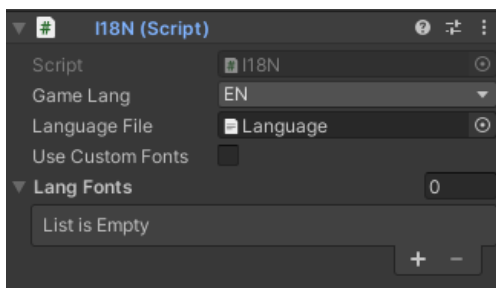 I18N (Script)
Script I18N
Game Lang EN
Language File Language
Use Custom Fonts
Lang Fonts 0
List is Empty